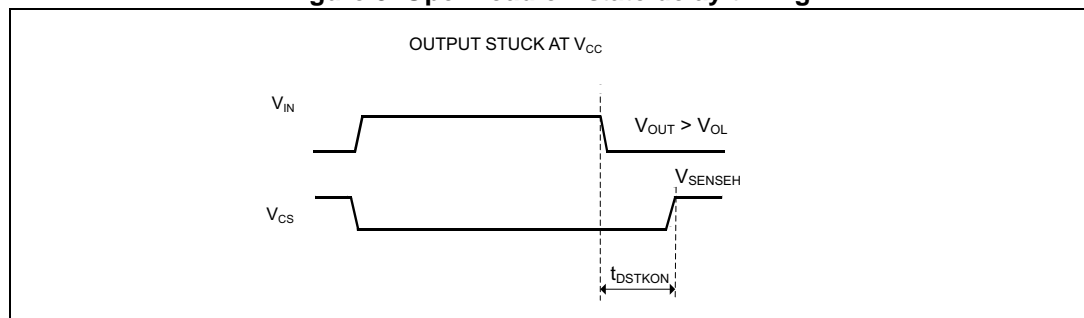 OUTPUT STUCK AT VCC
VIN
VOUT > VOL
VSENSEH
VCS
tDSTKON